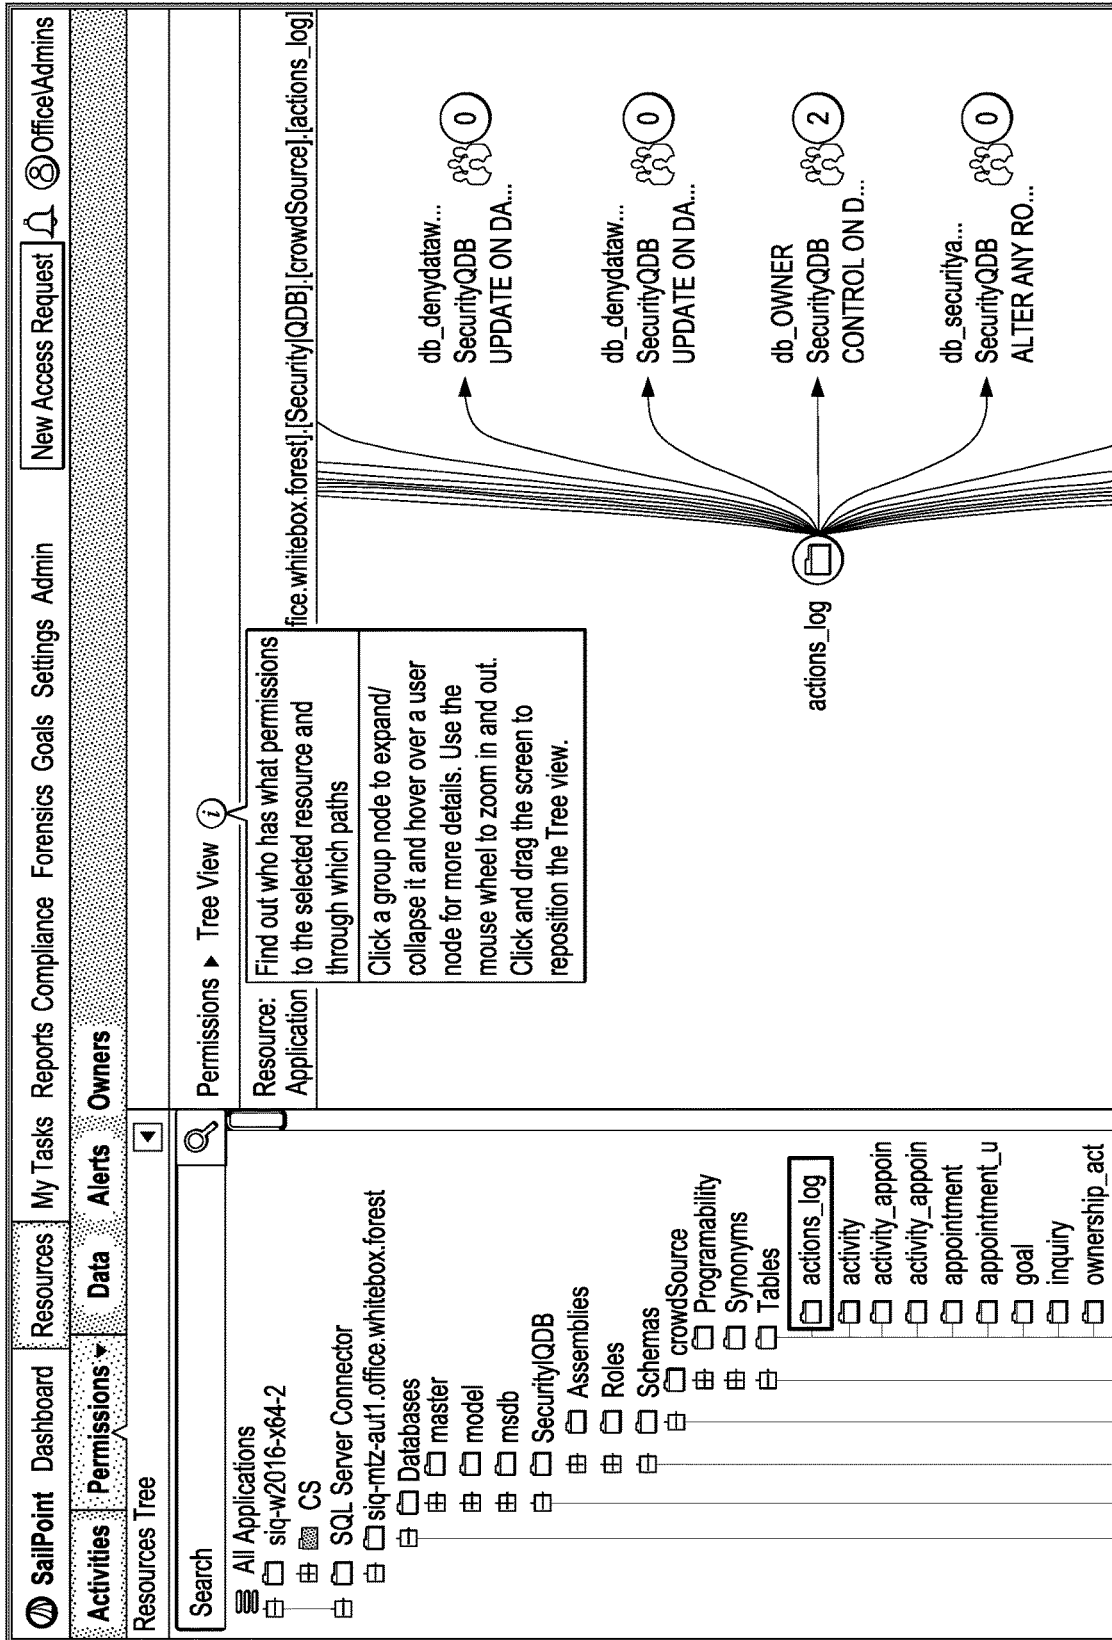 SailPoint Dashboard Resources My Tasks Reports Compliance Forensics Goals Settings Admin New Access Request Office\Admins
Activities Permissions Data Alerts Owners
Resources Tree
Search
All Applications
siq-w2016-x64-2
CS
SQL Server Connector
siq-mtz-aut1.office.whitebox.forest
Databases
master
model
msdb
SecurityIQDB
Assemblies
Roles
Schemas
crowdSource
Programability
Synonyms
Tables
actions_log
activity
activity_appoin
activity_appoin
appointment
appointment_u
goal
inquiry
ownership_act
Permissions ▸ Tree View i
Find out who has what permissions
to the selected resource and
through which paths
Click a group node to expand/
collapse it and hover over a user
node for more details. Use the
mouse wheel to zoom in and out.
Click and drag the screen to
reposition the Tree view.
Resource:
Application
fice.whitebox.forest].[SecurityIQDB].[crowdSource].[actions_log]
actions_log
db_denydataw...
SecurityQDB
UPDATE ON DA...
0
db_denydataw...
SecurityQDB
UPDATE ON DA...
0
db_OWNER
SecurityQDB
CONTROL ON D...
2
db_securitya...
SecurityQDB
ALTER ANY RO...
0